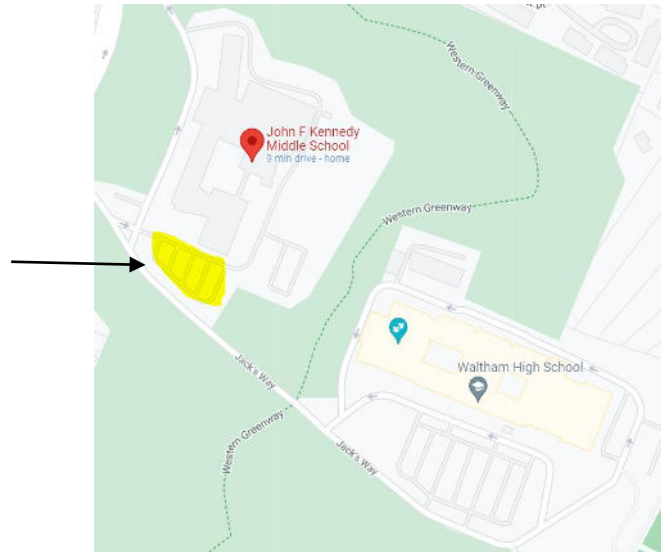 Western Greenway
John F Kennedy
Middle School
9 min drive - home
Western Greenway
Waltham High School
Jack's Way
Western Greenway
Jack's Way